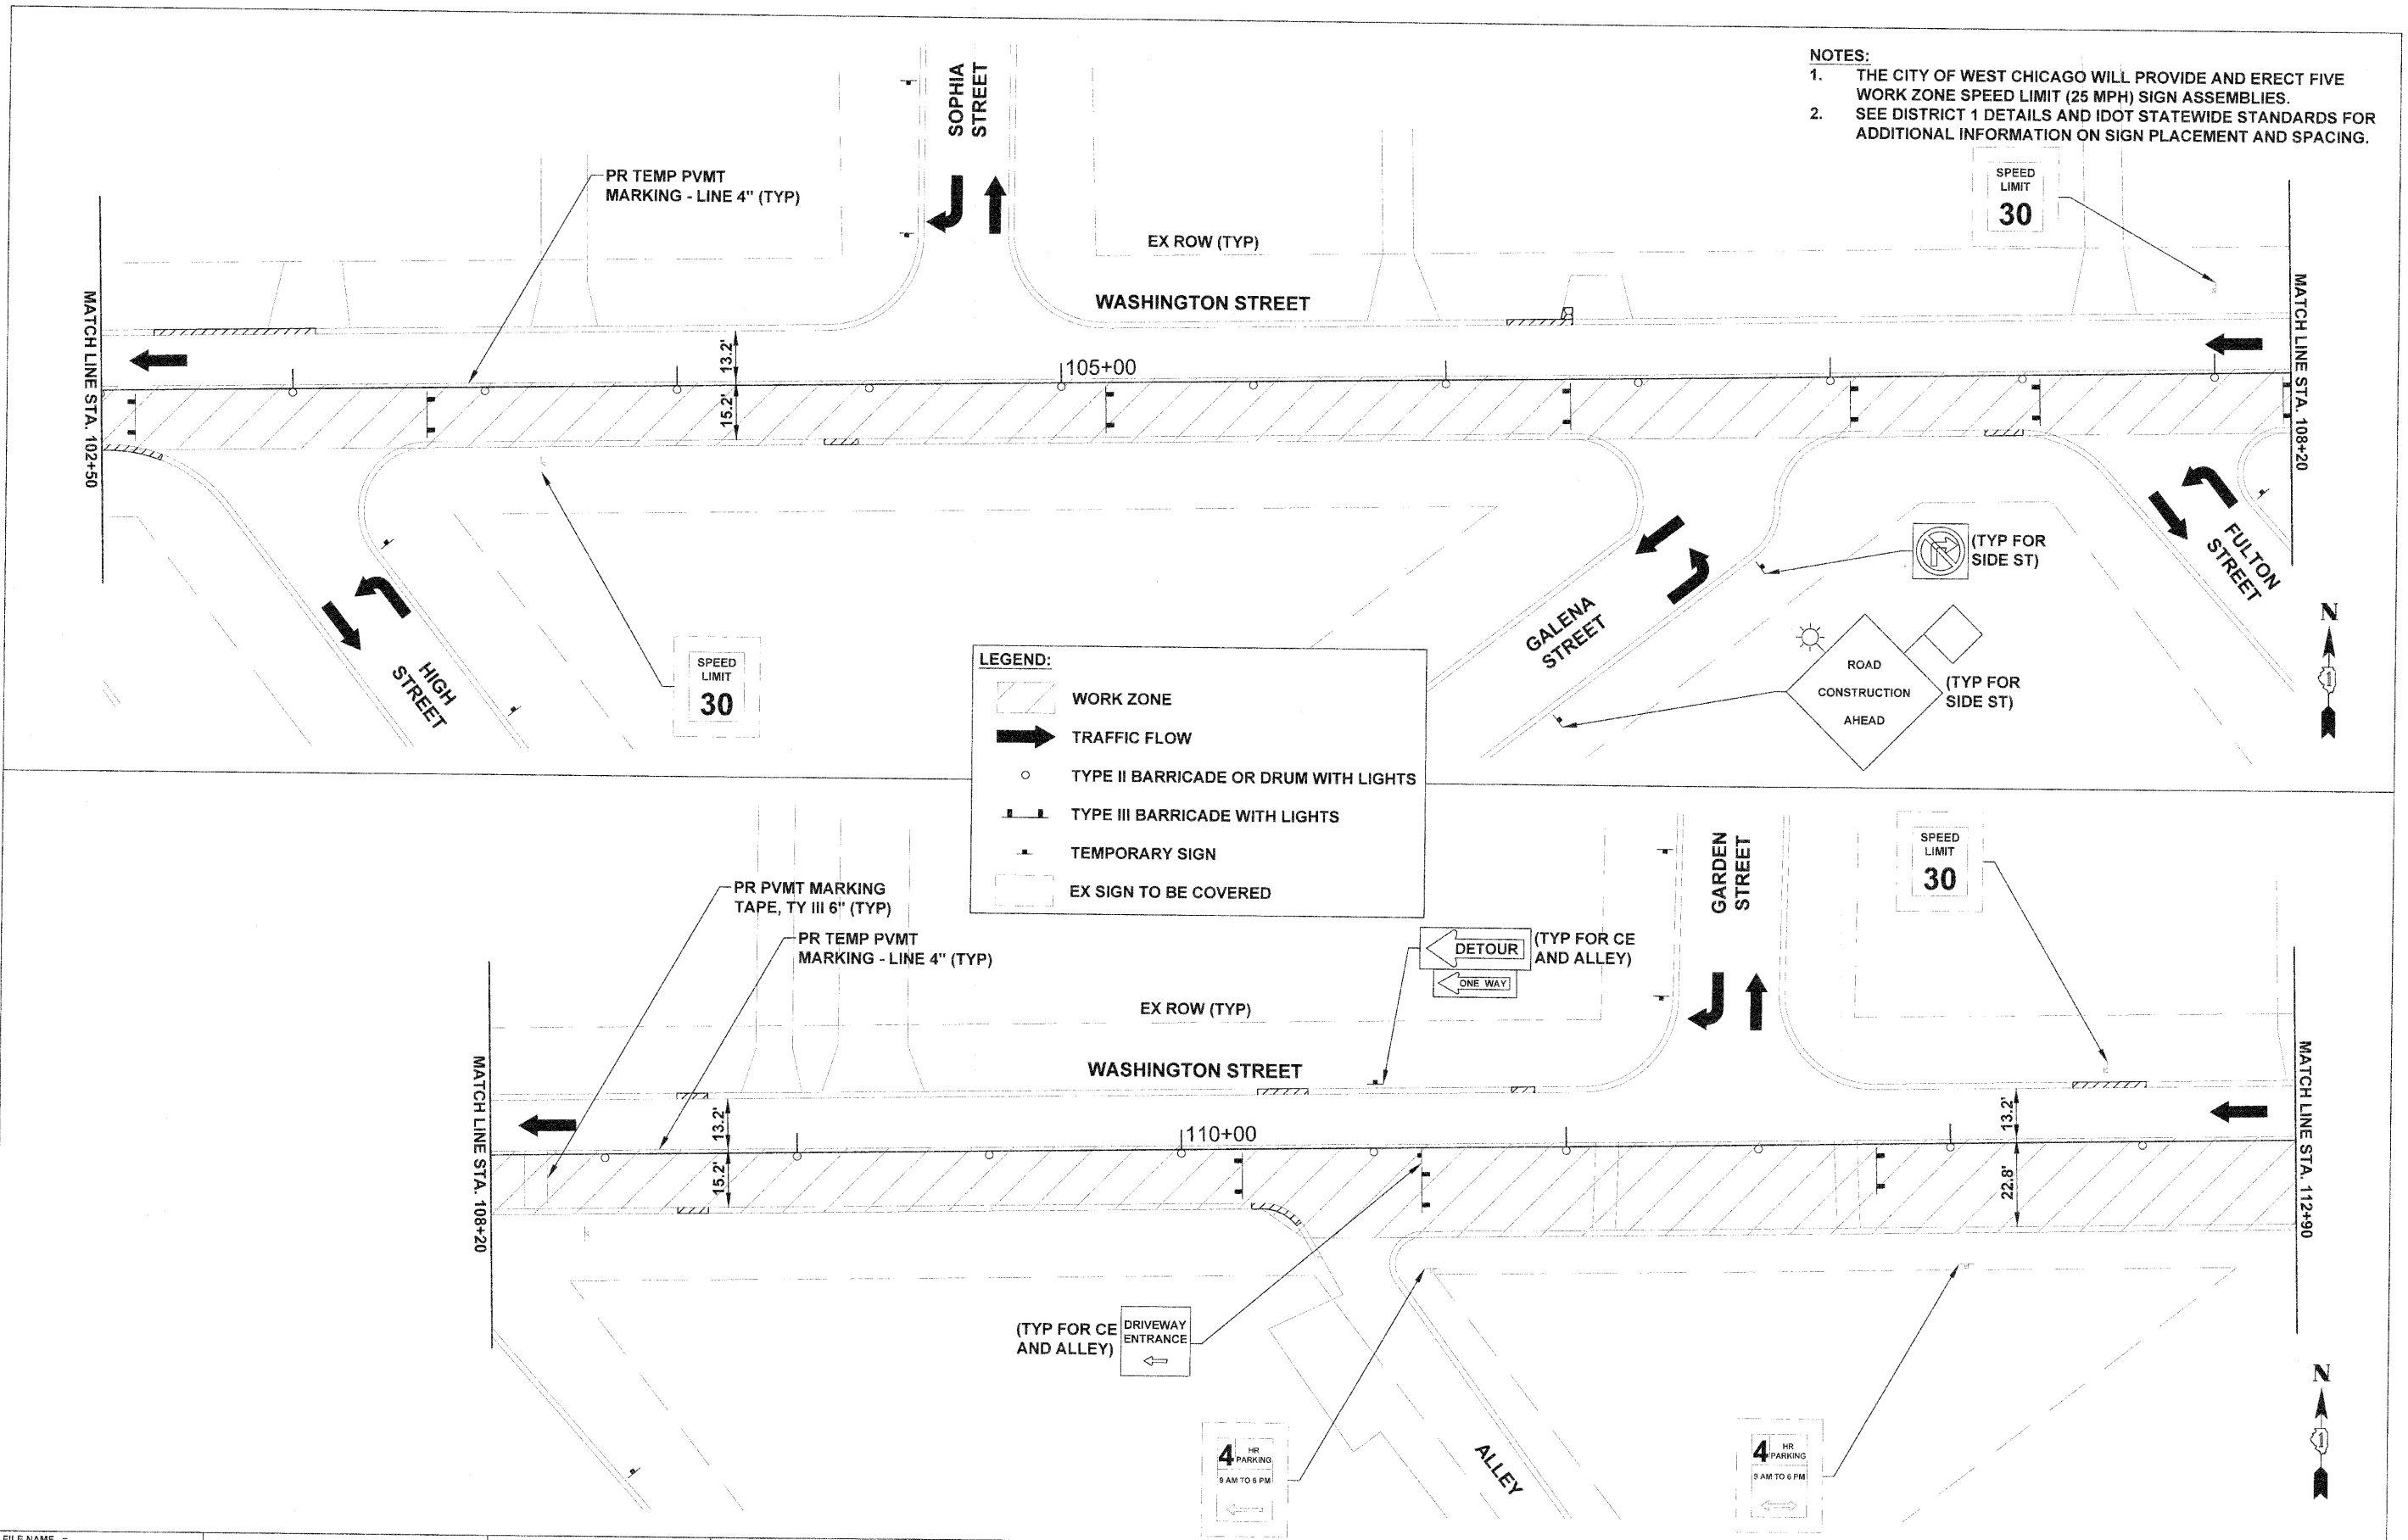 NOTES:
1. THE CITY OF WEST CHICAGO WILL PROVIDE AND ERECT FIVE
WORK ZONE SPEED LIMIT (25 MPH) SIGN ASSEMBLIES.
2. SEE DISTRICT 1 DETAILS AND IDOT STATEWIDE STANDARDS FOR
ADDITIONAL INFORMATION ON SIGN PLACEMENT AND SPACING.
SOPHIA
STREET
PR TEMP PVMT
MARKING - LINE 4" (TYP)
SPEED
LIMIT
30
EX ROW (TYP)
WASHINGTON STREET
MATCH LINE STA. 102+50
MATCH LINE STA. 108+20
13.2'
105+00
15.2'
(TYP FOR
SIDE ST)
FULTON
STREET
GALENA
STREET
HIGH
STREET
SPEED
LIMIT
30
ROAD
CONSTRUCTION
AHEAD
(TYP FOR
SIDE ST)
N
1
LEGEND:
WORK ZONE
TRAFFIC FLOW
TYPE II BARRICADE OR DRUM WITH LIGHTS
TYPE III BARRICADE WITH LIGHTS
TEMPORARY SIGN
EX SIGN TO BE COVERED
GARDEN
STREET
SPEED
LIMIT
30
PR PVMT MARKING
TAPE, TY III 6" (TYP)
PR TEMP PVMT
MARKING - LINE 4" (TYP)
DETOUR
ONE WAY
(TYP FOR CE
AND ALLEY)
EX ROW (TYP)
WASHINGTON STREET
MATCH LINE STA. 108+20
MATCH LINE STA. 112+90
13.2'
110+00
13.2'
15.2'
22.8'
(TYP FOR CE
AND ALLEY)
DRIVEWAY
ENTRANCE
4 HR
PARKING
9 AM TO 6 PM
ALLEY
4 HR
PARKING
9 AM TO 6 PM
N
1
FILE NAME =